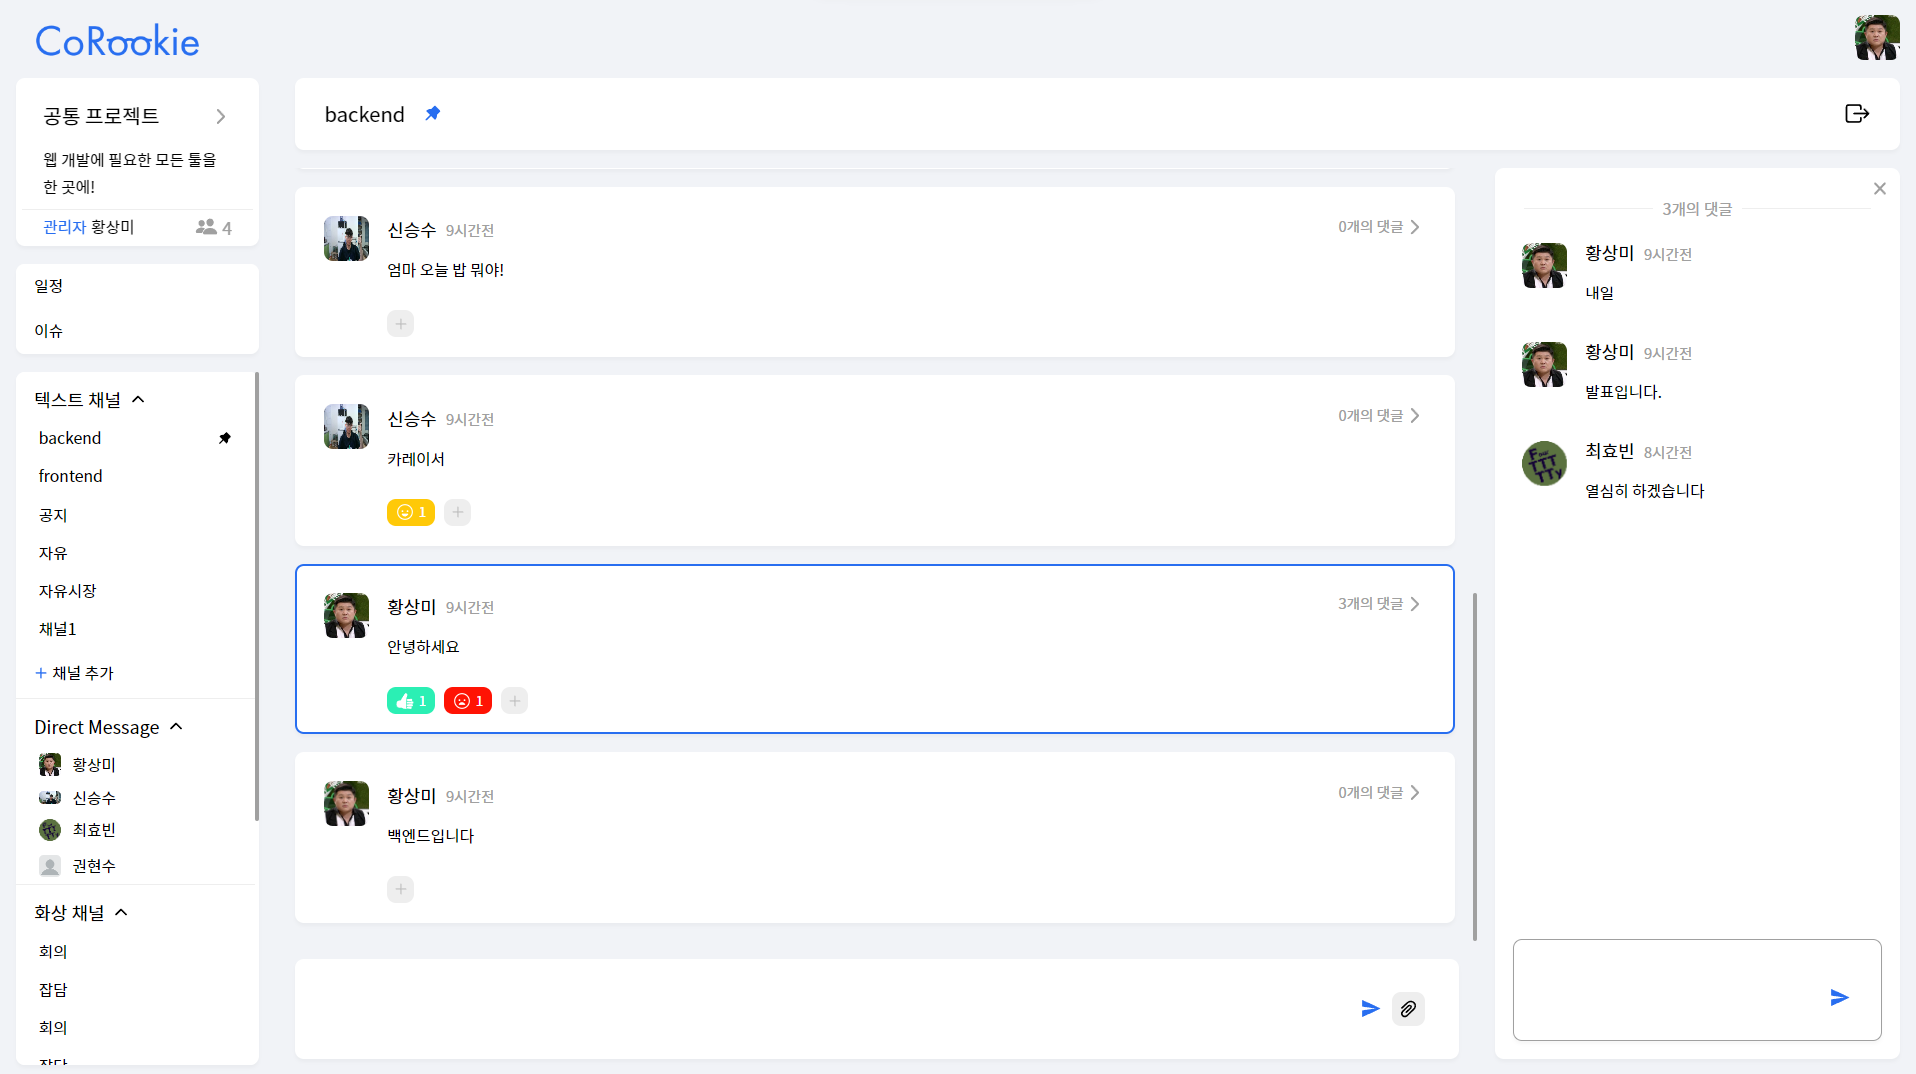 CoRookie
공통 프로젝트
웹 개발에 필요한 모든 툴을
한 곳에!
관리자 황상미 4
일정
이슈
텍스트 채널
backend
frontend
공지
자유
자유시장
채널1
+ 채널 추가
Direct Message
황상미
신승수
최효빈
권현수
화상 채널
회의
잡담
회의
잡담
backend
신승수 9시간전
0개의 댓글
엄마 오늘 밥 뭐야!
+
신승수 9시간전
0개의 댓글
카레이서
1 +
황상미 9시간전
3개의 댓글
안녕하세요
1 1 +
황상미 9시간전
0개의 댓글
백엔드입니다
+
3개의 댓글
황상미 9시간전
내일
황상미 9시간전
발표입니다.
최효빈 8시간전
열심히 하겠습니다